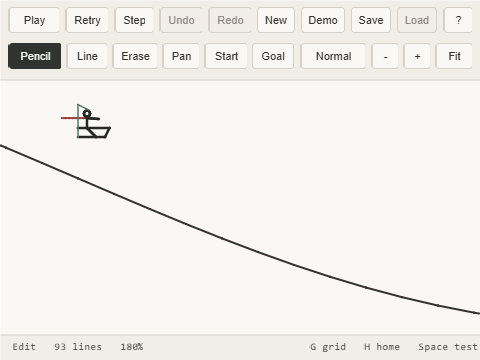 Play Retry Step Undo Redo New Demo Save Load ?
Pencil Line Erase Pan Start Goal Normal - + Fit
Edit 93 lines 180% G grid H home Space test